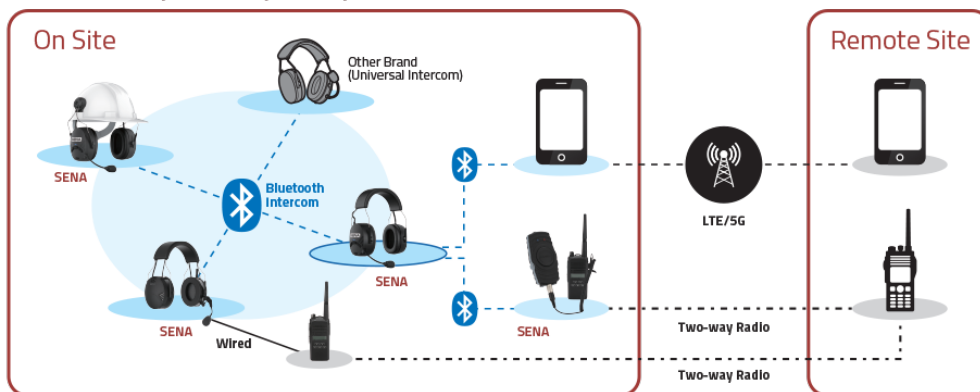 On Site
Remote Site
Other Brand
(Universal Intercom)
SENA
Bluetooth
Intercom
LTE/5G
SENA
SENA
Wired
SENA
Two-way Radio
Two-way Radio